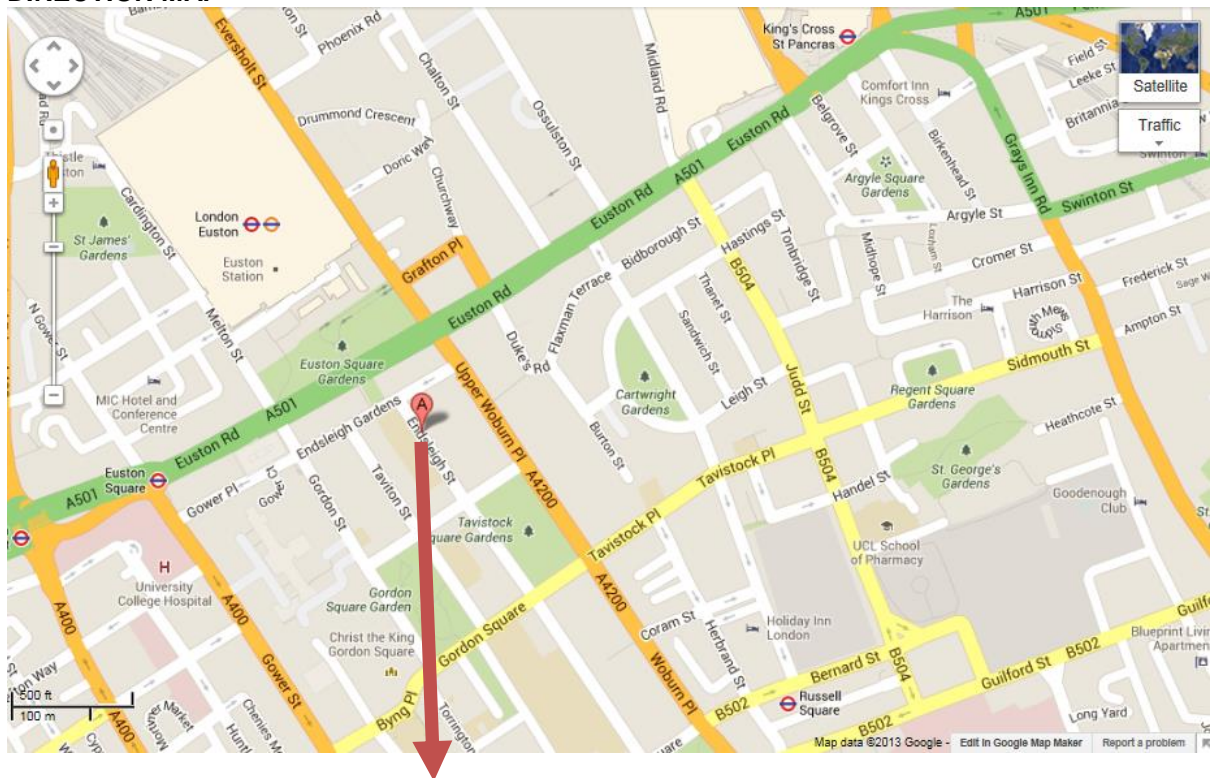 Eversholt St
Phoenix Rd
Chalton St
Ossulston St
Midland Rd
King's Cross
St Pancras
A501
Field St
Leeke St
Britannia
Satellite
Traffic
Comfort Inn
Kings Cross
Belgrove St
Birkenhead St
Grays Inn Rd
Swinton
Swinton St
Drummond Crescent
Doric Way
Churchway
Euston Rd
A501
Argyle Square
Gardens
Argyle St
Cardington St
London
Euston
Euston
Station
St James'
Gardens
Grafton Pl
Euston Rd
Bidborough St
Hastings St
Tonbridge St
Midhope St
Loxham St
Cromer St
Harrison St
Frederick St
B504
N Gower St
Melton St
Euston Rd
Flaxman Terrace
Duke's Rd
Thanet St
Sandwich St
The
Harrison
Ampton St
Sidmouth St
Euston Square
Gardens
MIC Hotel and
Conference
Centre
A501
Euston Rd
Endsleigh Gardens
A
Endsleigh St
Upper Woburn Pl
A4200
Cartwright
Gardens
Leigh St
Judd St
Regent Square
Gardens
Heathcote St
Burton St
Euston
Square
A501
Gower Pl
Gordon St
Taviton St
Tavistock
Square Gardens
Tavistock Pl
B504
Handel St
St. George's
Gardens
Goodenough
Club
Tavistock Pl
UCL School
of Pharmacy
H
University
College Hospital
A400
A400
Gower St
Gordon
Square Garden
Christ the King
Gordon Square
Gordon Square
A4200
Coram St
Herbrand St
Holiday Inn
London
Bernard St
B504
Guilford St
B502
Blueprint
Woburn Pl
B502
Russell
Square
B502
Long Yard
Byng Pl
500 ft
100 m
A400
Map data ©2013 Google - Edit in Google Map Maker Report a problem